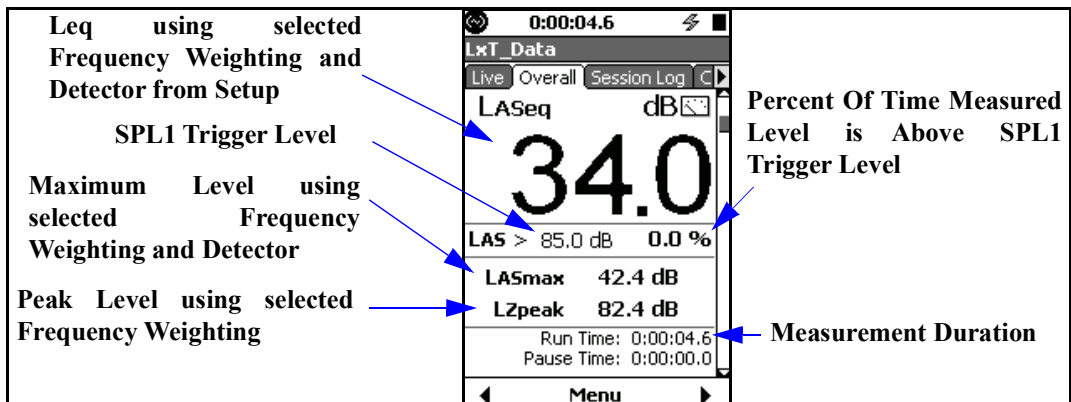 Leq using selected
Frequency Weighting and
Detector from Setup
SPL1 Trigger Level
Maximum Level using
selected Frequency
Weighting and Detector
Peak Level using selected
Frequency Weighting
0:00:04.6
LxT_Data
Live Overall Session Log C
LASeq dB
34.0
LAS > 85.0 dB 0.0 %
LASmax 42.4 dB
LZpeak 82.4 dB
Run Time: 0:00:04.6
Pause Time: 0:00:00.0
Menu
Percent Of Time Measured
Level is Above SPL1
Trigger Level
Measurement Duration